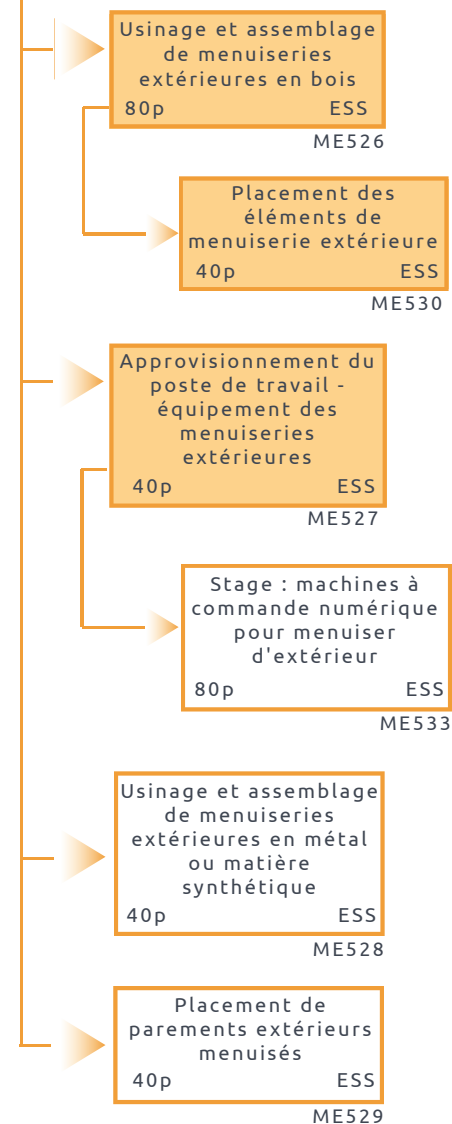 Usinage et assemblage
de menuiseries
extérieures en bois
80p ESS
ME526
Placement des
éléments de
menuiserie extérieure
40p ESS
ME530
Approvisionnement du
poste de travail -
équipement des
menuiseries
extérieures
40p ESS
ME527
Stage : machines à
commande numérique
pour menuiser
d'extérieur
80p ESS
ME533
Usinage et assemblage
de menuiseries
extérieures en métal
ou matière
synthétique
40p ESS
ME528
Placement de
parements extérieurs
menuisés
40p ESS
ME529